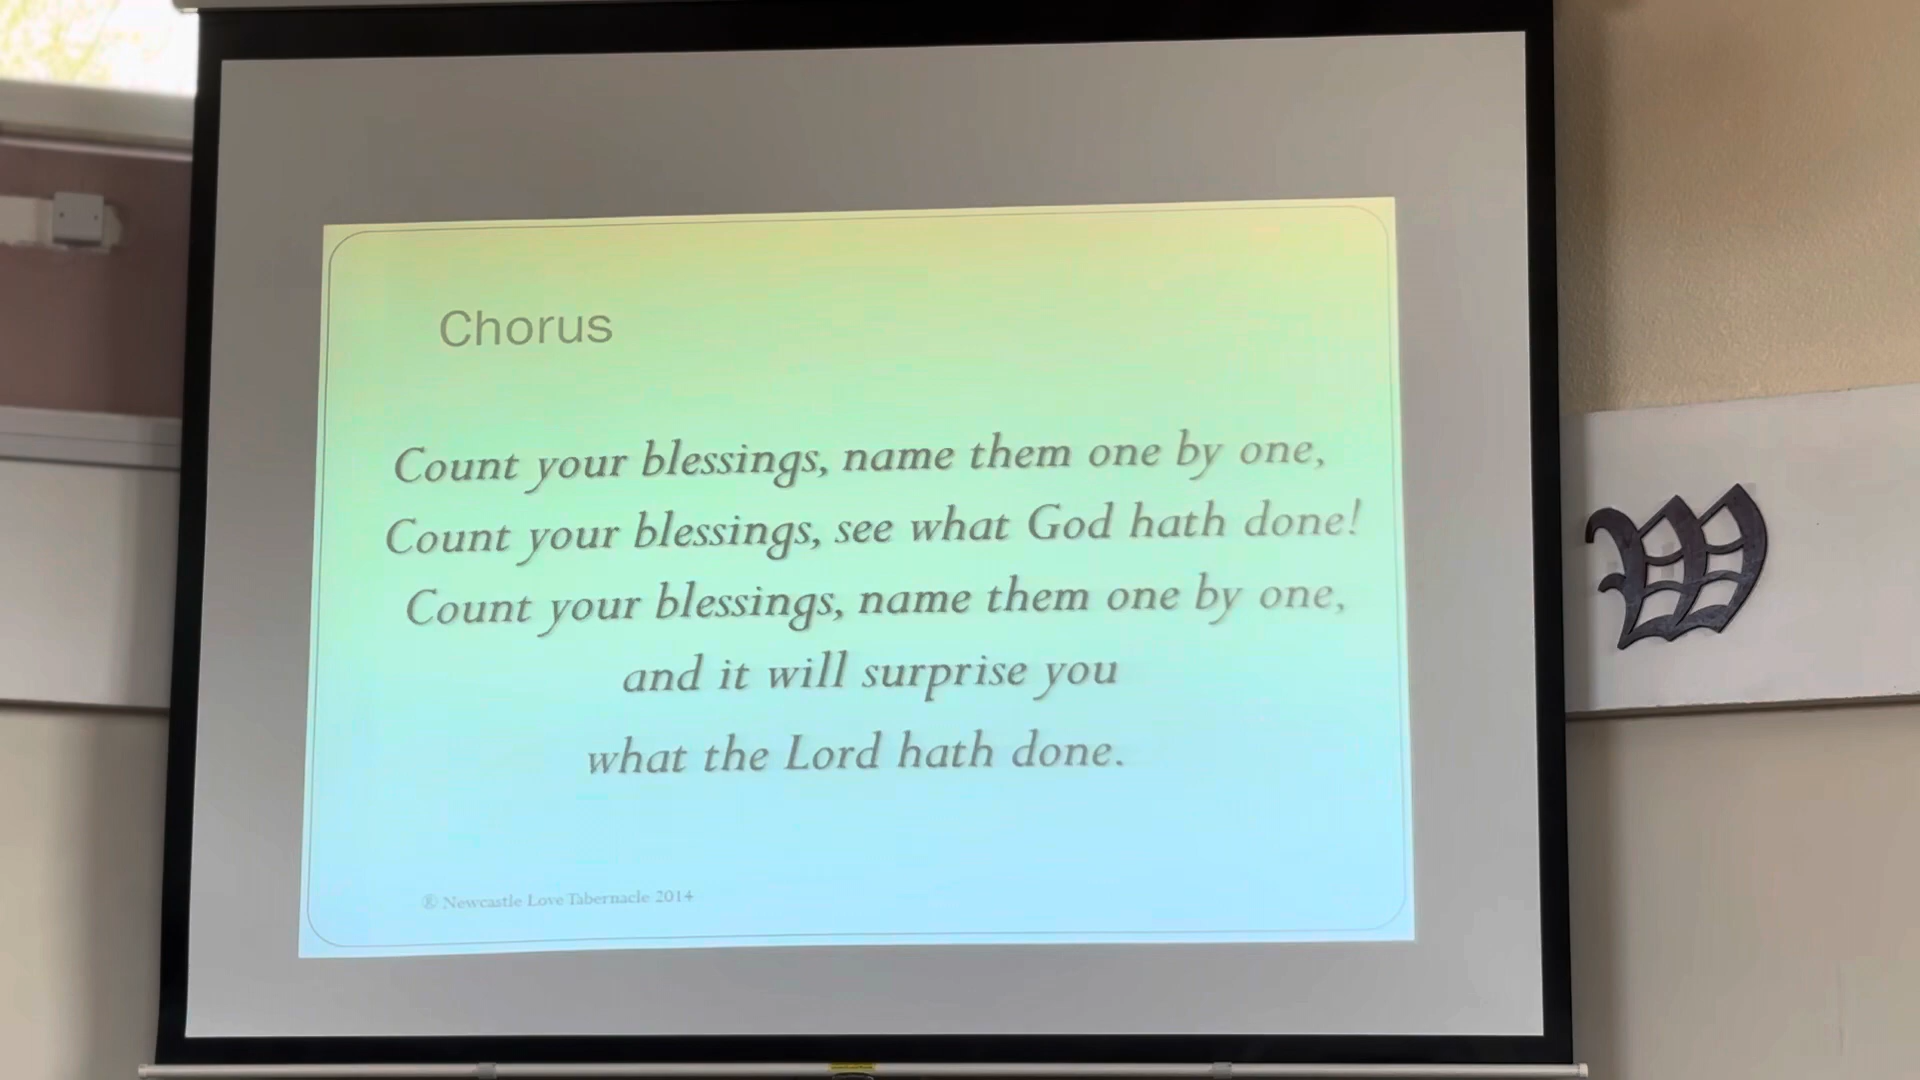 Chorus
Count your blessings, name them one by one,
Count your blessings, see what God hath done!
Count your blessings, name them one by one,
and it will surprise you
what the Lord hath done.
® Newcastle Love Tabernacle 2014
W